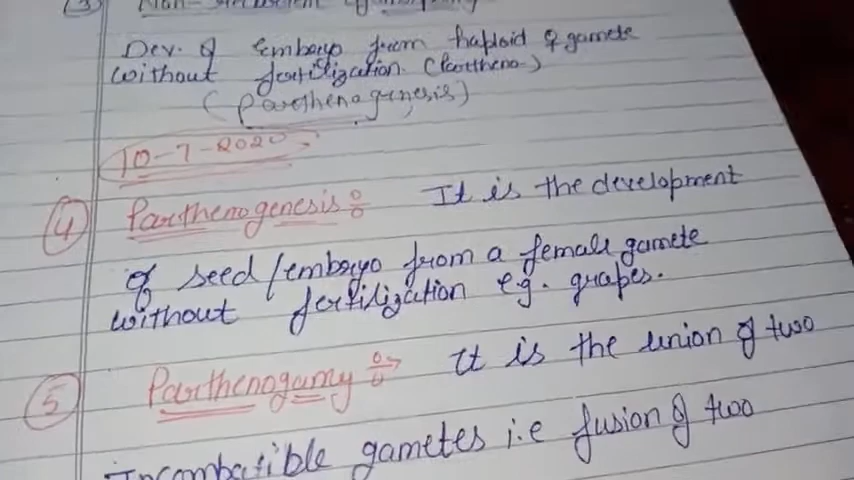 Dev. of Embryo from haploid ♀ gamete
without fertilization. (Partheno-)
(Parthenogenesis)
10-7-2020
④ Parthenogenesis: It is the development
of seed/embryo from a female gamete
without fertilization e.g. grapes.
⑤ Parthenogamy :→ It is the union of two
Incompatible gametes i.e fusion of two